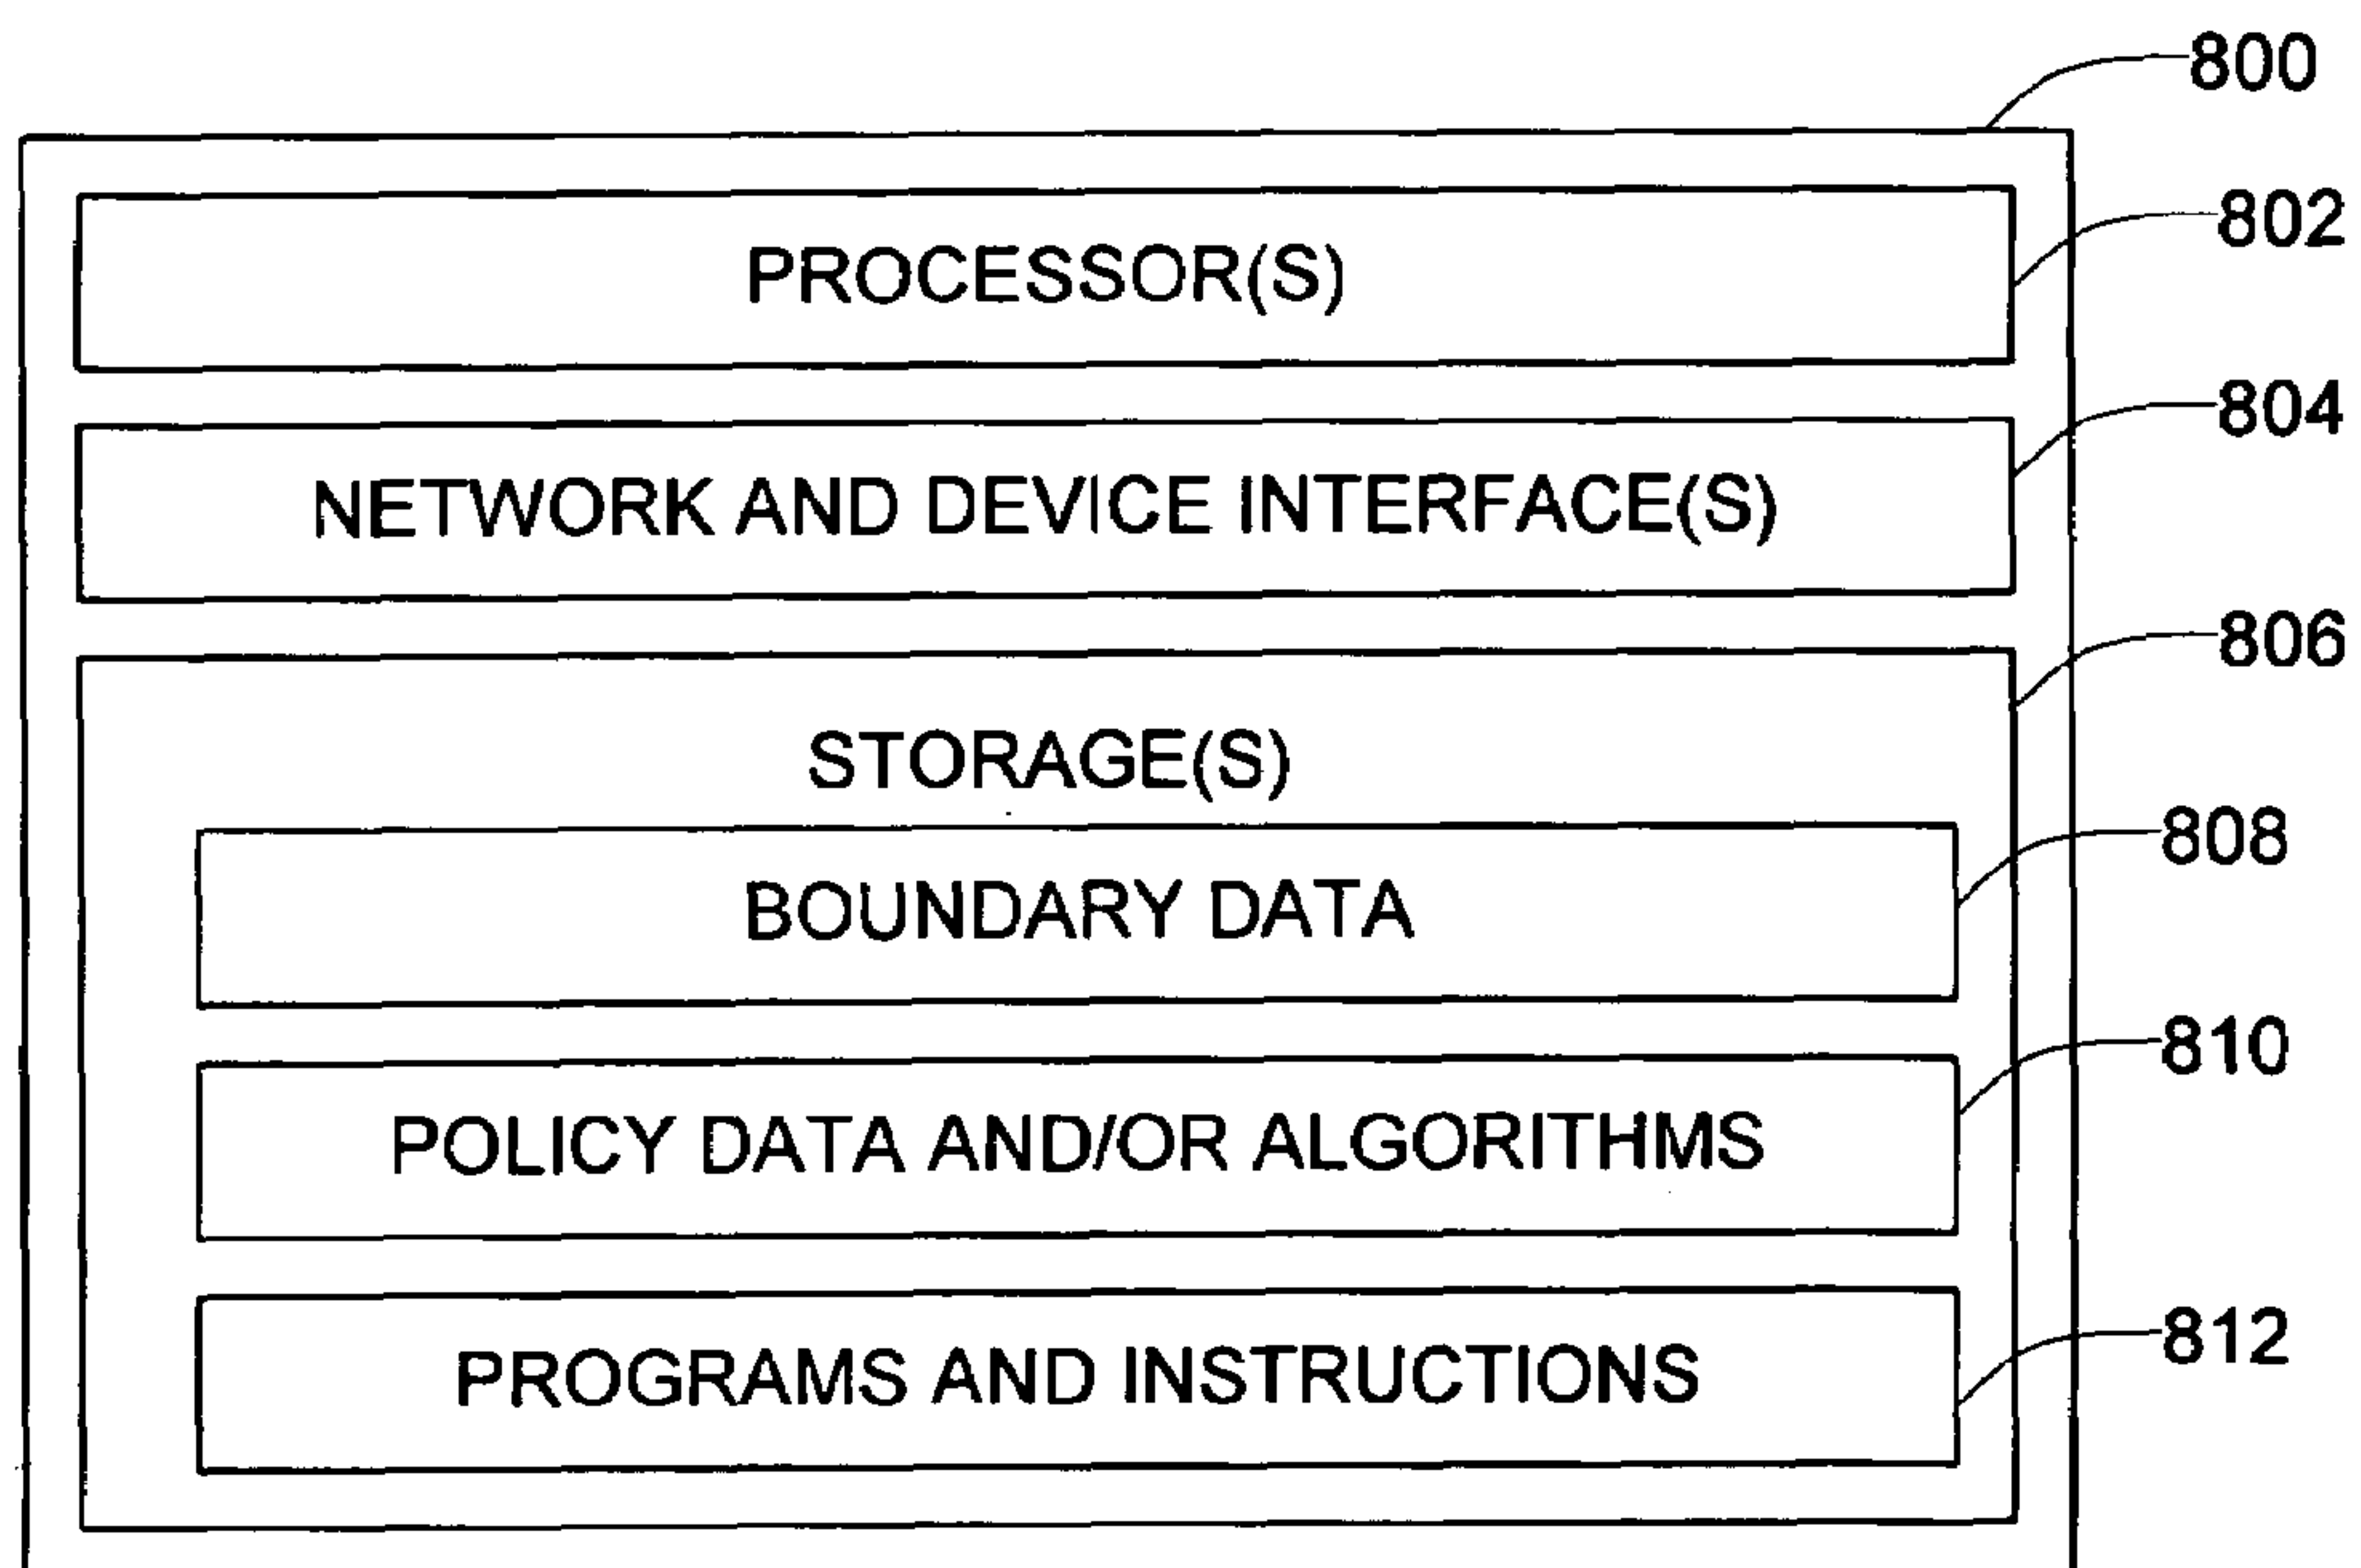 800
PROCESSOR(S)
802
NETWORK AND DEVICE INTERFACE(S)
804
STORAGE(S)
806
BOUNDARY DATA
808
POLICY DATA AND/OR ALGORITHMS
810
PROGRAMS AND INSTRUCTIONS
812